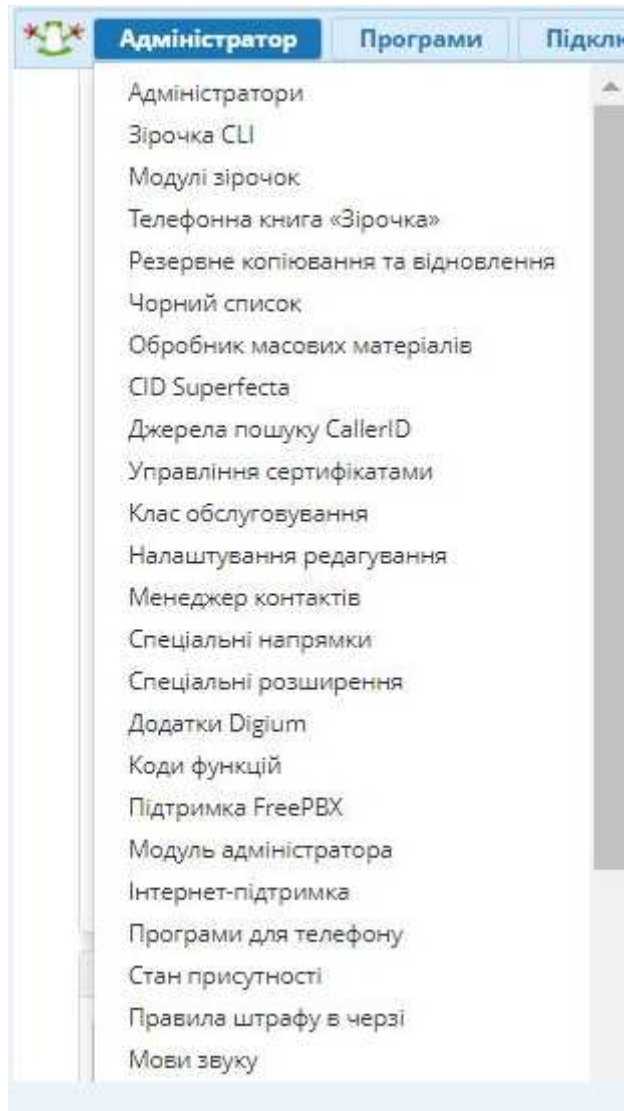 Адміністратор Програми
Адміністратори
Зірочка CLI
Модулі зірочок
Телефонна книга «Зірочка»
Резервне копіювання та відновлення
Чорний список
Обробник масових матеріалів
CID Superfecta
Джерела пошуку CallerID
Управління сертифікатами
Клас обслуговування
Налаштування редагування
Менеджер контактів
Спеціальні напрямки
Спеціальні розширення
Додатки Digium
Коди функцій
Підтримка FreePBX
Модуль адміністратора
Інтернет-підтримка
Програми для телефону
Стан присутності
Правила штрафу в черзі
Мови звуку